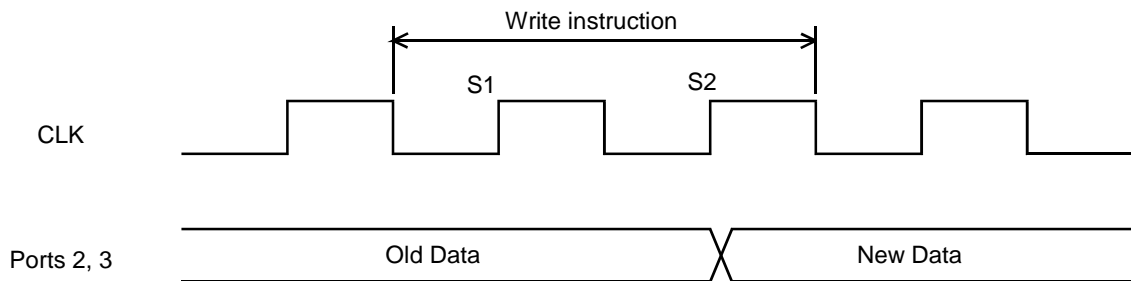 Write instruction
S1
S2
CLK
Ports 2, 3
Old Data
New Data